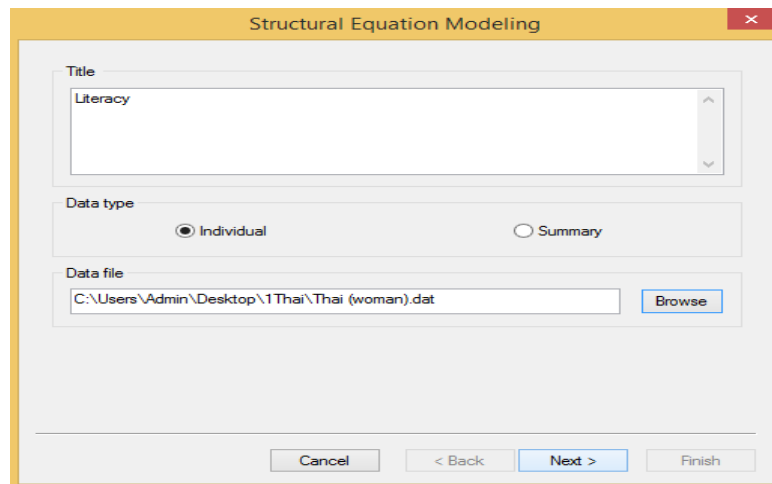 Structural Equation Modeling
Title
Literacy
Data type
Individual
Summary
Data file
C:\Users\Admin\Desktop\1Thai\Thai (woman).dat
Browse
Cancel
< Back
Next >
Finish